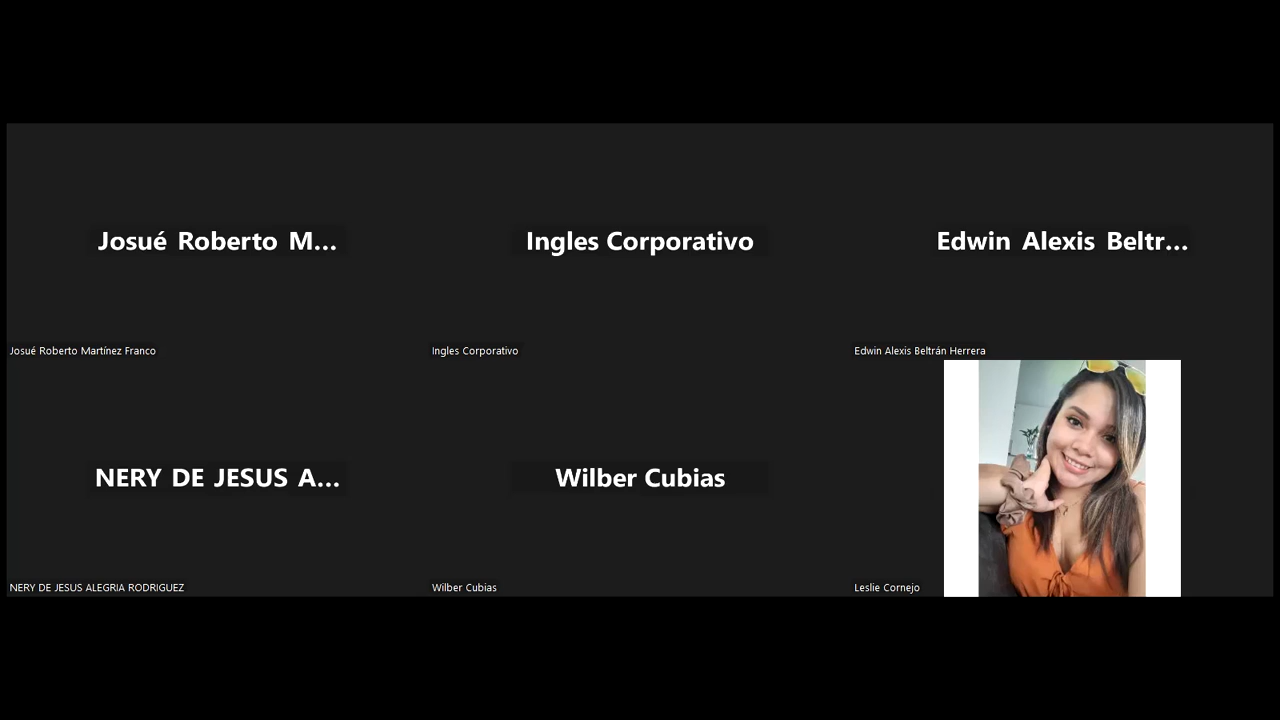 Josué Roberto M...
Ingles Corporativo
Edwin Alexis Beltr...
Josué Roberto Martínez Franco
Ingles Corporativo
Edwin Alexis Beltrán Herrera
NERY DE JESUS A...
Wilber Cubias
NERY DE JESUS ALEGRIA RODRIGUEZ
Wilber Cubias
Leslie Cornejo